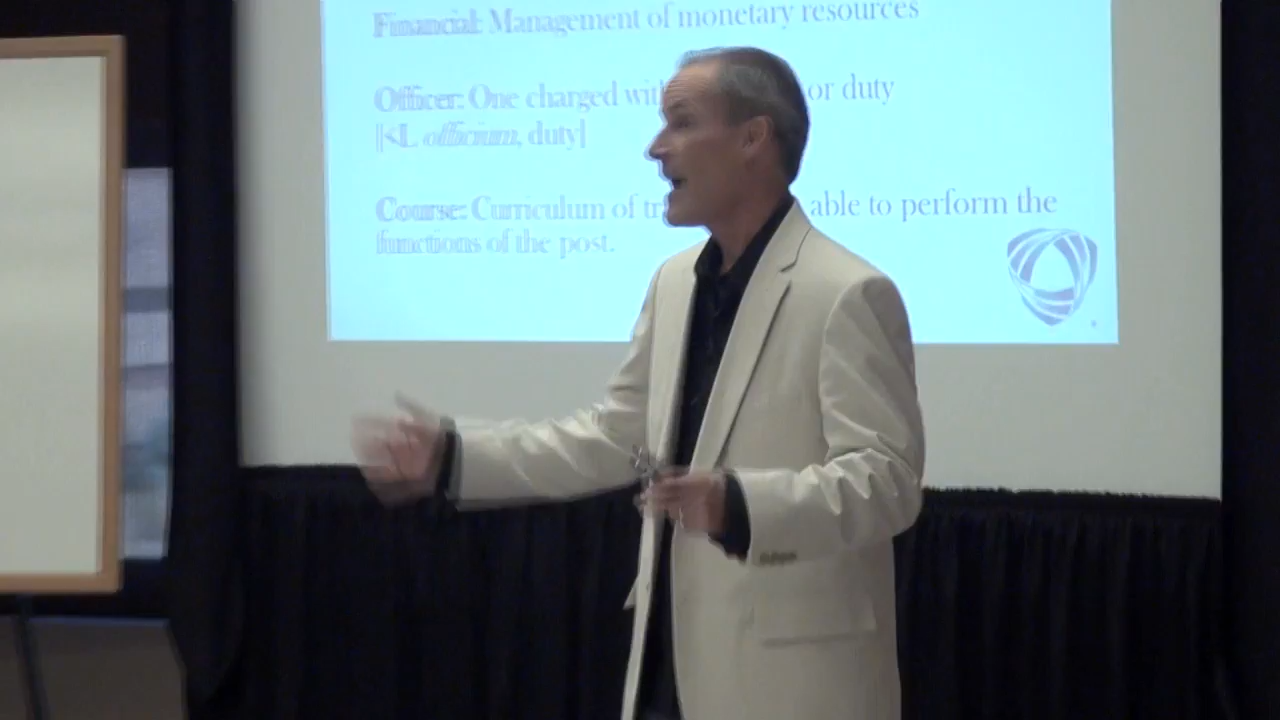 Financial: Management of monetary resources
Officer: One charged with or duty
[<L officium, duty]
Course: Curriculum of able to perform the
functions of the post.